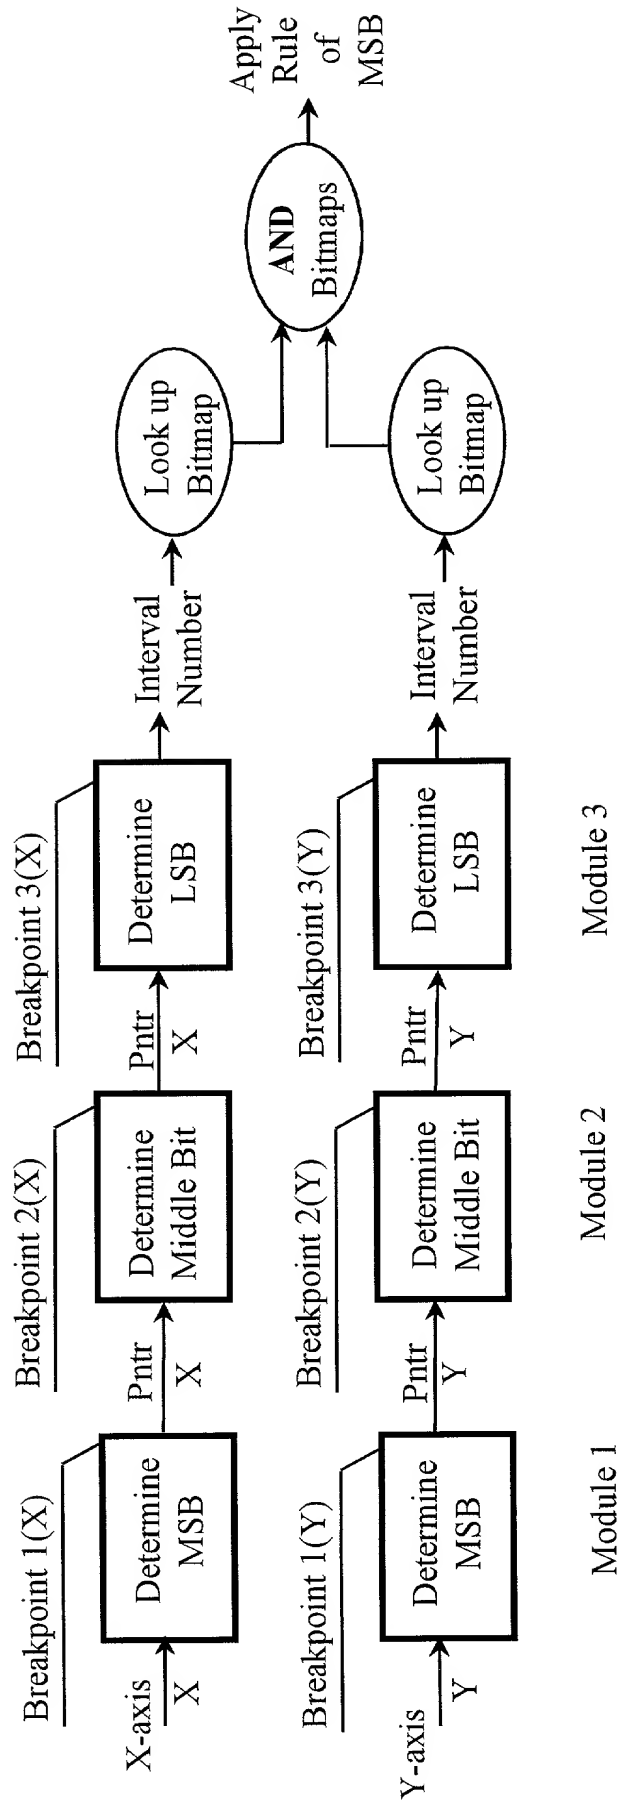 Breakpoint 1(X)
Breakpoint 2(X)
Breakpoint 3(X)
X-axis
X
Determine
MSB
Pntr
X
Determine
Middle Bit
Pntr
X
Determine
LSB
Interval
Number
Look up
Bitmap
AND
Bitmaps
Apply
Rule
of
MSB
Breakpoint 1(Y)
Breakpoint 2(Y)
Breakpoint 3(Y)
Y-axis
Y
Determine
MSB
Pntr
Y
Determine
Middle Bit
Pntr
Y
Determine
LSB
Interval
Number
Look up
Bitmap
Module 1
Module 2
Module 3